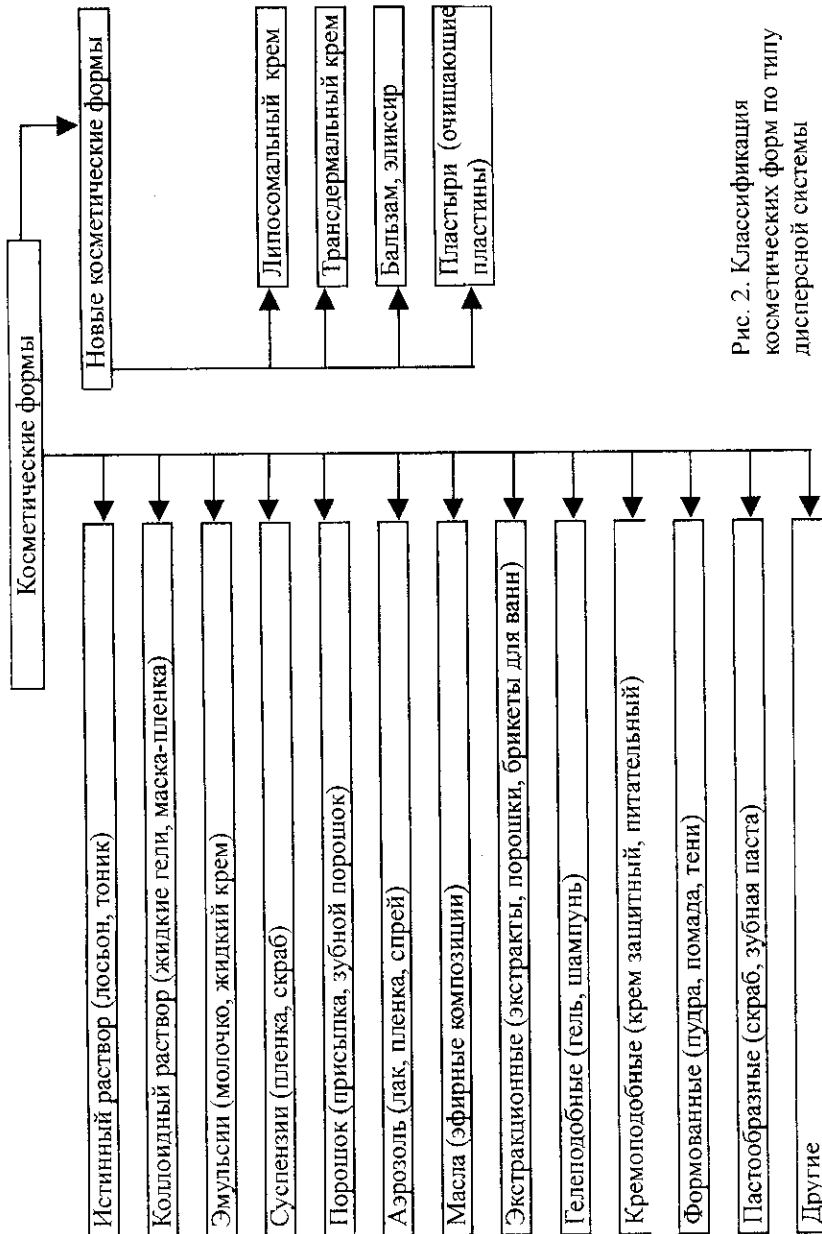 Косметические формы
Новые косметические формы
Истинный раствор (лосьон, тоник)
Коллоидный раствор (жидкие гели, маска-пленка)
Эмульсии (молочко, жидкий крем)
Суспензии (пленка, скраб)
Порошок (присыпка, зубной порошок)
Аэрозоль (лак, пленка, спрей)
Масла (эфирные композиции)
Экстракционные (экстракты, порошки, брикеты для ванн)
Гелеподобные (гель, шампунь)
Кремоподобные (крем защитный, питательный)
Формованные (пудра, помада, тени)
Пастообразные (скраб, зубная паста)
Другие
Липосомальный крем
Трансдермальный крем
Бальзам, эликсир
Пластыри (очищающие
пластины)
Рис. 2. Классификация
косметических форм по типу
дисперсной системы